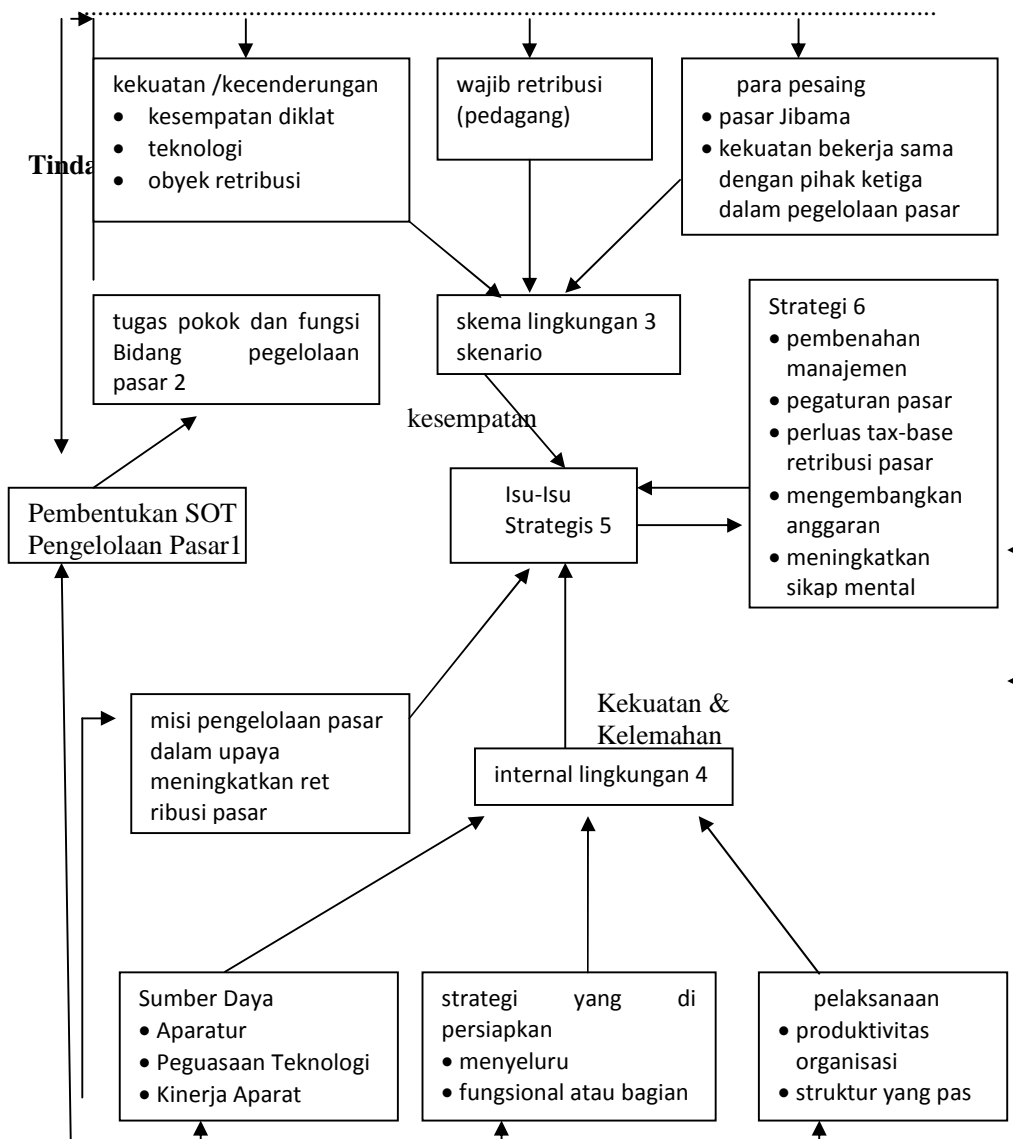 kekuatan /kecenderungan
• kesempatan diklat
• teknologi
• obyek retribusi
wajib retribusi
(pedagang)
para pesaing
• pasar Jibama
• kekuatan bekerja sama
dengan pihak ketiga
dalam pegelolaan pasar
Tinda
tugas pokok dan fungsi
Bidang pegelolaan
pasar 2
skema lingkungan 3
skenario
Strategi 6
• pembenahan
manajemen
• pegaturan pasar
• perluas tax-base
retribusi pasar
• mengembangkan
anggaran
• meningkatkan
sikap mental
kesempatan
Pembentukan SOT
Pengelolaan Pasar1
Isu-Isu
Strategis 5
misi pengelolaan pasar
dalam upaya
meningkatkan ret
ribusi pasar
Kekuatan &
Kelemahan
internal lingkungan 4
Sumber Daya
• Aparatur
• Peguasaan Teknologi
• Kinerja Aparat
strategi yang di
persiapkan
• menyeluru
• fungsional atau bagian
pelaksanaan
• produktivitas
organisasi
• struktur yang pas